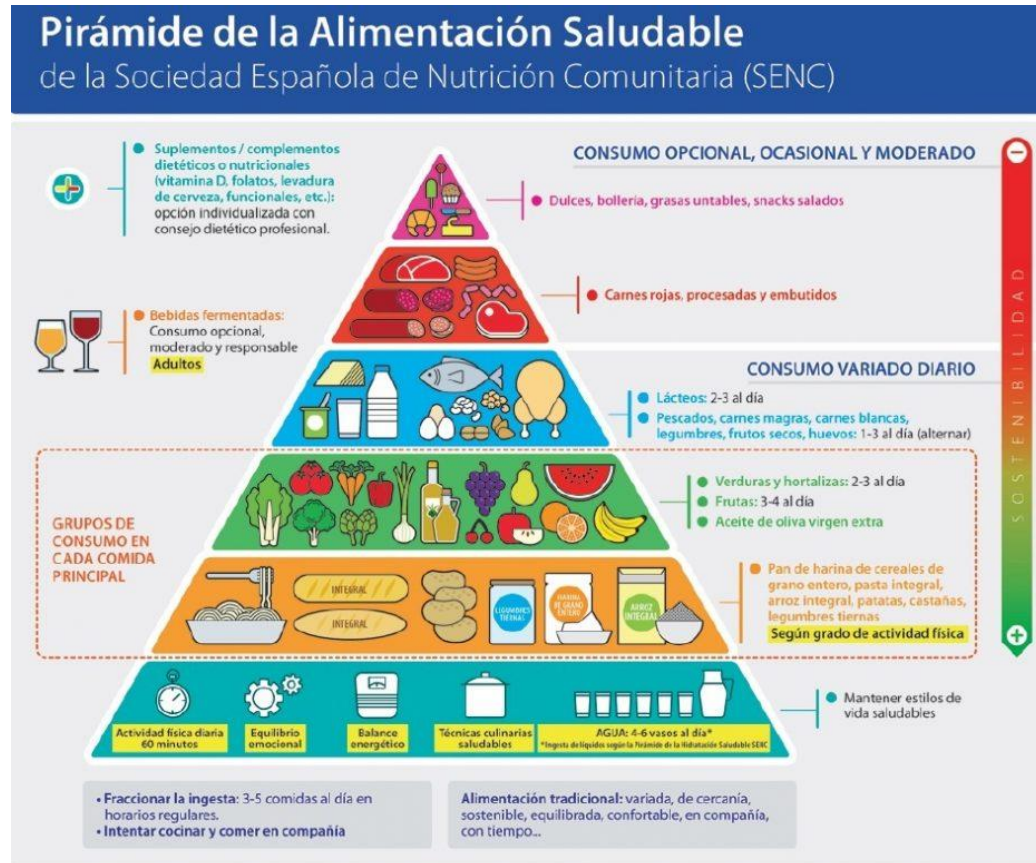 Pirámide de la Alimentación Saludable
de la Sociedad Española de Nutrición Comunitaria (SENC)
Suplementos / complementos
dietéticos o nutricionales
(vitamina D, folatos, levadura
de cerveza, funcionales, etc.):
opción individualizada con
consejo dietético profesional.
CONSUMO OPCIONAL, OCASIONAL Y MODERADO
Dulces, bollería, grasas untables, snacks salados
Carnes rojas, procesadas y embutidos
Bebidas fermentadas:
Consumo opcional,
moderado y responsable
Adultos
CONSUMO VARIADO DIARIO
Lácteos: 2-3 al día
Pescados, carnes magras, carnes blancas,
legumbres, frutos secos, huevos: 1-3 al día (alternar)
SOSTENIBILIDAD
GRUPOS DE
CONSUMO EN
CADA COMIDA
PRINCIPAL
Verduras y hortalizas: 2-3 al día
Frutas: 3-4 al día
Aceite de oliva virgen extra
INTEGRAL
INTEGRAL
LEGUMBRES
TIERNAS
HARINA
DE GRANO
ENTERO
ARROZ
INTEGRAL
Pan de harina de cereales de
grano entero, pasta integral,
arroz integral, patatas, castañas,
legumbres tiernas
Según grado de actividad física
Actividad física diaria
60 minutos
Equilibrio
emocional
Balance
energético
Técnicas culinarias
saludables
AGUA: 4-6 vasos al día*
*Ingesta de líquidos según la Pirámide de la Hidratación Saludable SENC
Mantener estilos de
vida saludables
• Fraccionar la ingesta: 3-5 comidas al día en
horarios regulares.
• Intentar cocinar y comer en compañía
Alimentación tradicional: variada, de cercanía,
sostenible, equilibrada, confortable, en compañía,
con tiempo...